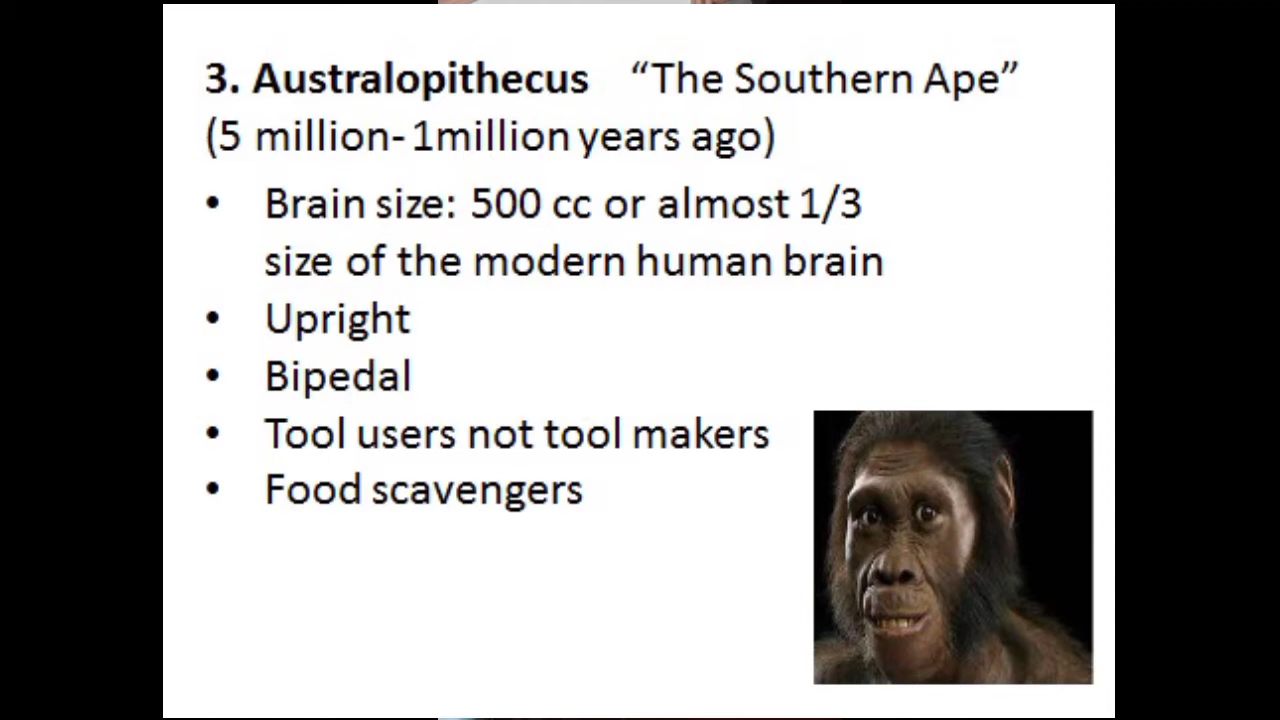 3. Australopithecus “The Southern Ape”
(5 million- 1million years ago)
• Brain size: 500 cc or almost 1/3
size of the modern human brain
• Upright
• Bipedal
• Tool users not tool makers
• Food scavengers